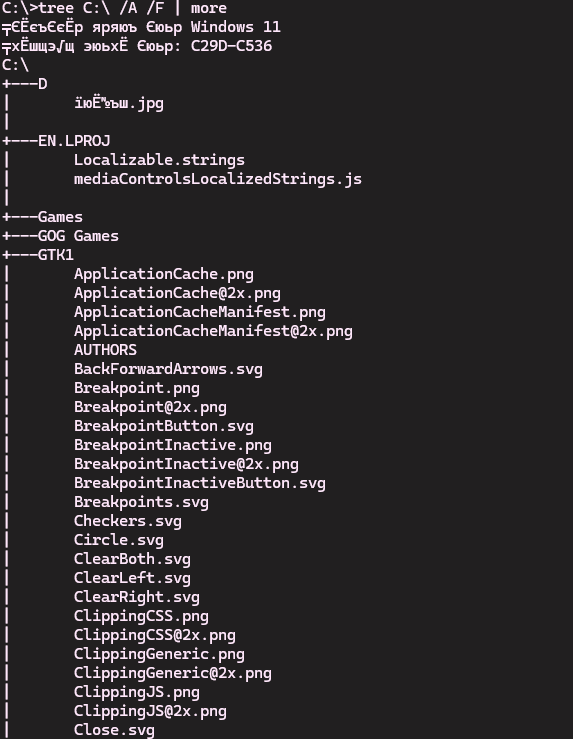 C:\>tree C:\ /A /F | more
╤ЄЁєъЄєЁр яряюъ Єюьр Windows 11
╤хЁшщэ√щ эюьхЁ Єюьр: C29D-C536
C:\
+---D
|       їюЁ№ъш.jpg
|
+---EN.LPROJ
|       Localizable.strings
|       mediaControlsLocalizedStrings.js
|
+---Games
+---GOG Games
+---GTK1
|       ApplicationCache.png
|       ApplicationCache@2x.png
|       ApplicationCacheManifest.png
|       ApplicationCacheManifest@2x.png
|       AUTHORS
|       BackForwardArrows.svg
|       Breakpoint.png
|       Breakpoint@2x.png
|       BreakpointButton.svg
|       BreakpointInactive.png
|       BreakpointInactive@2x.png
|       BreakpointInactiveButton.svg
|       Breakpoints.svg
|       Checkers.svg
|       Circle.svg
|       ClearBoth.svg
|       ClearLeft.svg
|       ClearRight.svg
|       ClippingCSS.png
|       ClippingCSS@2x.png
|       ClippingGeneric.png
|       ClippingGeneric@2x.png
|       ClippingJS.png
|       ClippingJS@2x.png
|       Close.svg